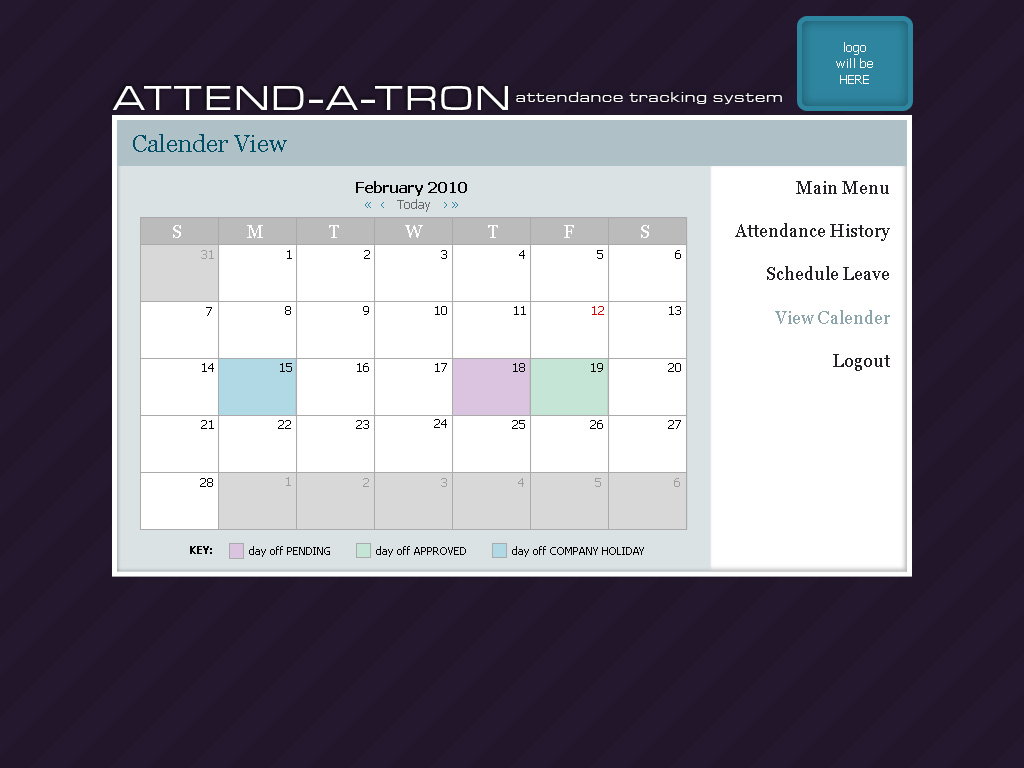 logo
will be
HERE
ATTEND-A-TRON attendance tracking system
Calender View
February 2010
« ‹ Today › »
S M T W T F S
31 1 2 3 4 5 6
7 8 9 10 11 12 13
14 15 16 17 18 19 20
21 22 23 24 25 26 27
28 1 2 3 4 5 6
KEY: day off PENDING day off APPROVED day off COMPANY HOLIDAY
Main Menu
Attendance History
Schedule Leave
View Calender
Logout